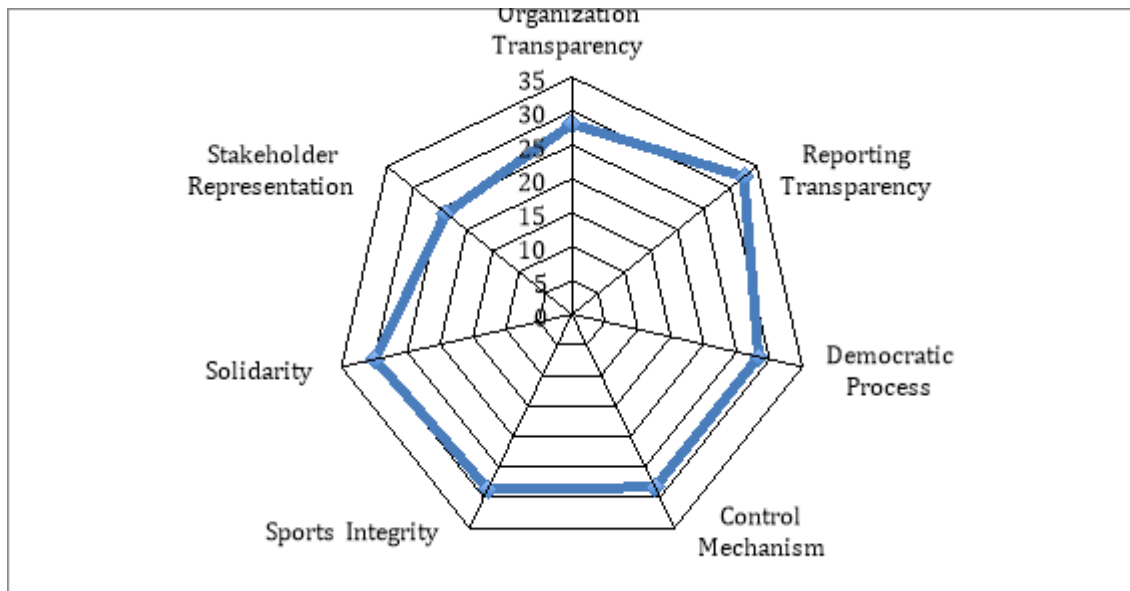 Organization
Transparency
35
30
25
20
15
10
5
0
Reporting
Transparency
Democratic
Process
Control
Mechanism
Sports Integrity
Solidarity
Stakeholder
Representation